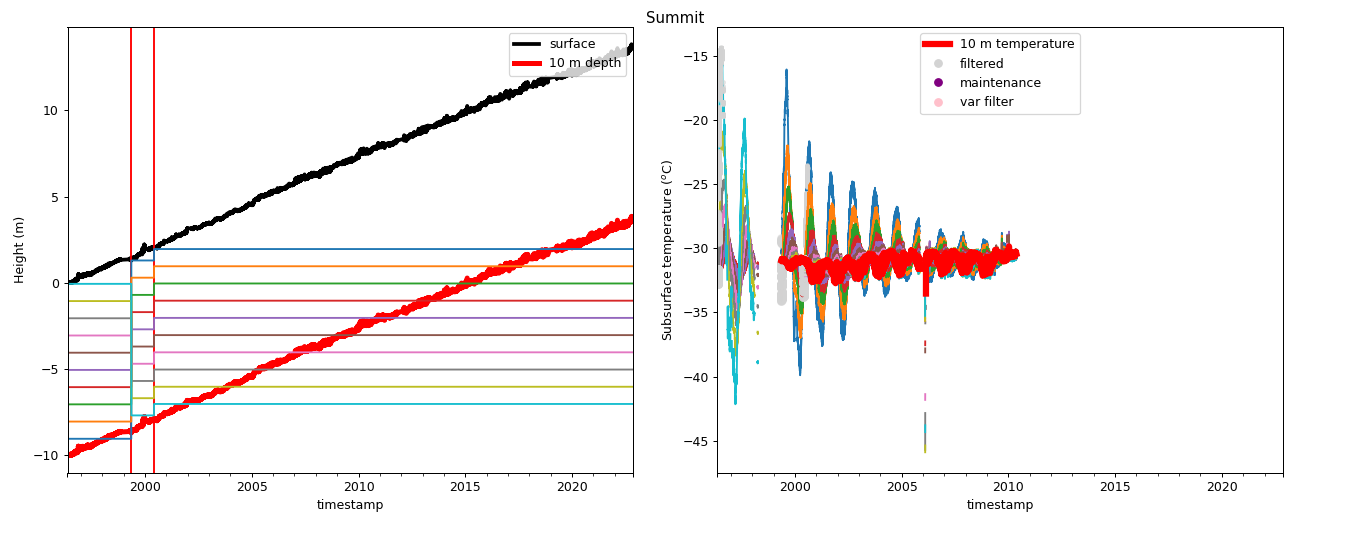 Summit
surface
10 m depth
10
5
0
−5
−10
Height (m)
2000
2005
2010
2015
2020
timestamp
10 m temperature
filtered
maintenance
var filter
−15
−20
−25
−30
−35
−40
−45
Subsurface temperature (°C)
2000
2005
2010
2015
2020
timestamp